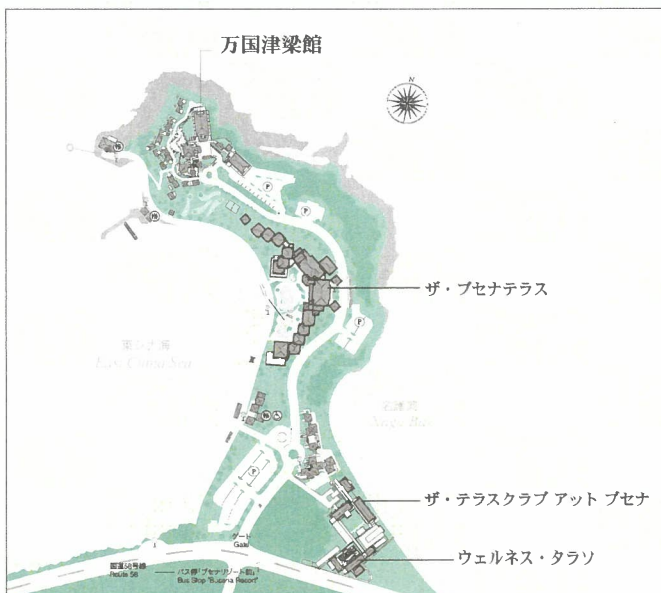 万国津梁館
N
P
P
ザ・ブセナテラス
P
東シナ海
East China Sea
名護湾
Nago Bay
P
ザ・テラスクラブ アット ブセナ
ゲート
Gate
ウェルネス・タラソ
国道58号線
Route 58
バス停「ブセナリゾート前」
Bus Stop "Busena Resort"